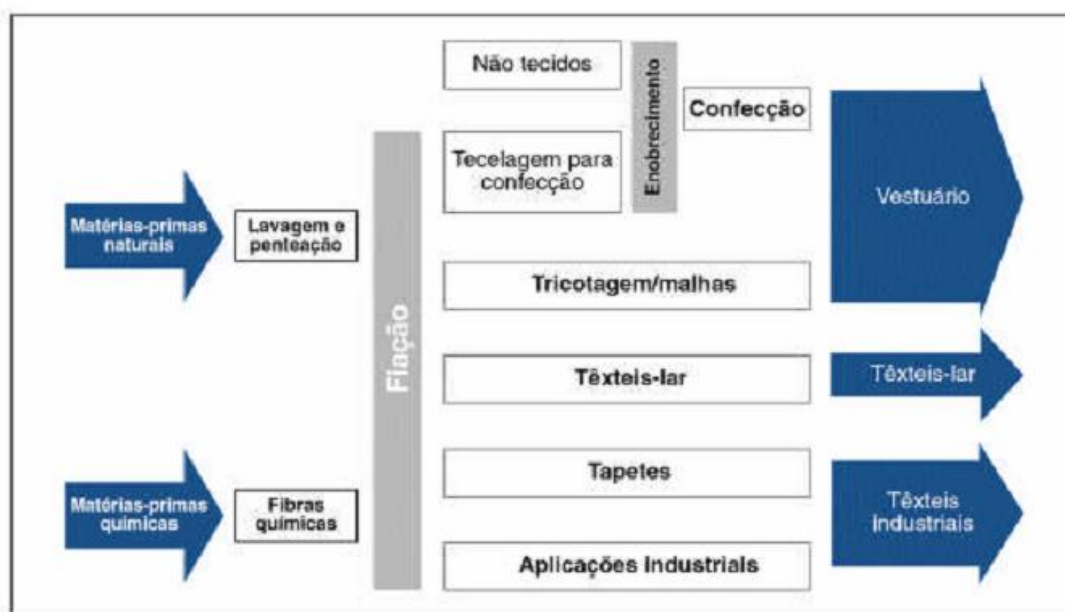 Não tecidos
Enobrecimento
Confecção
Tecelagem para
confecção
Vestuário
Matérias-primas
naturais
Lavagem e
penteação
Fiação
Tricotagem/malhas
Têxteis-lar
Têxteis-lar
Tapetes
Matérias-primas
químicas
Fibras
químicas
Têxteis
industriais
Aplicações Industriais